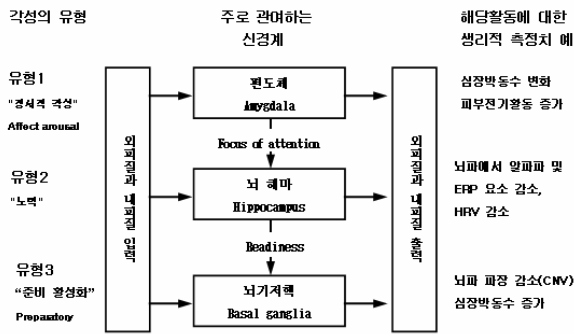 각성의 유형
주로 관여하는
신경계
해당활동에 대한
생리적 측정치 예
유형1
"정서적 각성"
Affect arousal
유형2
"노력"
유형3
“준비 활성화”
Preparatory
외피질과 내피질 입력
편도체
Amygdala
Focus of attention
뇌 해마
Hippocampus
Readiness
뇌기저핵
Basal ganglia
외피질과 내피질 출력
심장박동수 변화
피부전기활동 증가
뇌파에서 알파파 및
ERP 요소 감소,
HRV 감소
뇌파 파장 감소(CNV)
심장박동수 증가